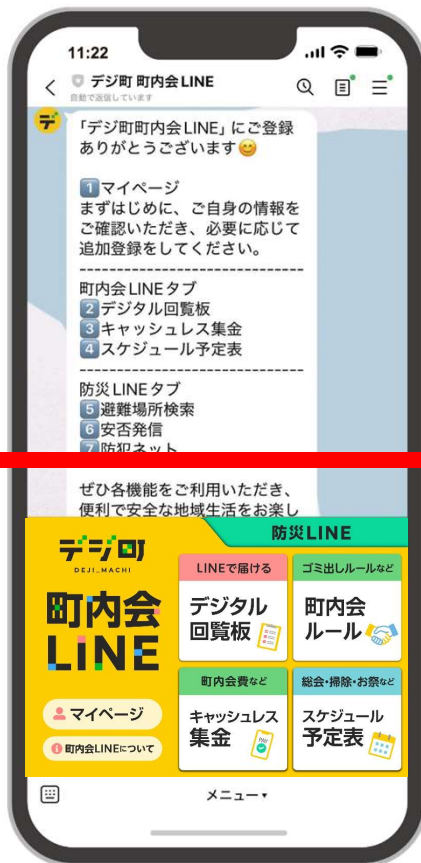 11:22
デジ町 町内会LINE
自動で返信しています
デ
「デジ町町内会LINE」にご登録
ありがとうございます😄
1 マイページ
まずはじめに、ご自身の情報を
ご確認いただき、必要に応じて
追加登録をしてください。
------------------------------
町内会LINEタブ
2 デジタル回覧板
3 キャッシュレス集金
4 スケジュール予定表
------------------------------
防災LINEタブ
5 避難場所検索
6 安否発信
7 防犯ネット
ぜひ各機能をご利用いただき、
便利で安全な地域生活をお楽し
デジ町
DEJI_MACHI
町内会
LINE
マイページ
町内会LINEについて
防災LINE
LINEで届ける
デジタル
回覧板
ゴミ出しルールなど
町内会
ルール
町内会費など
キャッシュレス
集金
PAY
総会・掃除・お祭など
スケジュール
予定表
メニュー▾